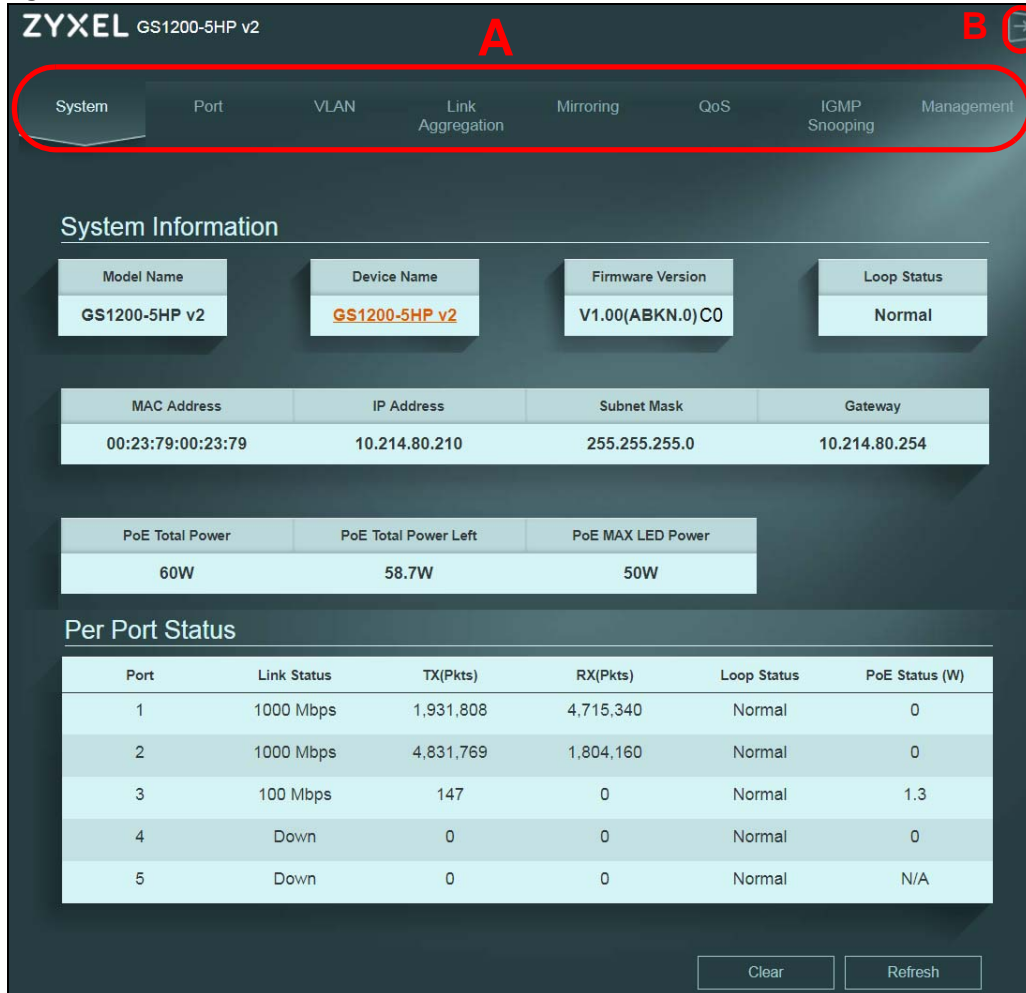 ZYXEL GS1200-5HP v2
A
B
System Port VLAN Link Aggregation Mirroring QoS IGMP Snooping Management
System Information
Model Name Device Name Firmware Version Loop Status
GS1200-5HP v2 GS1200-5HP v2 V1.00(ABKN.0)C0 Normal
MAC Address IP Address Subnet Mask Gateway
00:23:79:00:23:79 10.214.80.210 255.255.255.0 10.214.80.254
PoE Total Power PoE Total Power Left PoE MAX LED Power
60W 58.7W 50W
Per Port Status
Port Link Status TX(Pkts) RX(Pkts) Loop Status PoE Status (W)
1 1000 Mbps 1,931,808 4,715,340 Normal 0
2 1000 Mbps 4,831,769 1,804,160 Normal 0
3 100 Mbps 147 0 Normal 1.3
4 Down 0 0 Normal 0
5 Down 0 0 Normal N/A
Clear Refresh